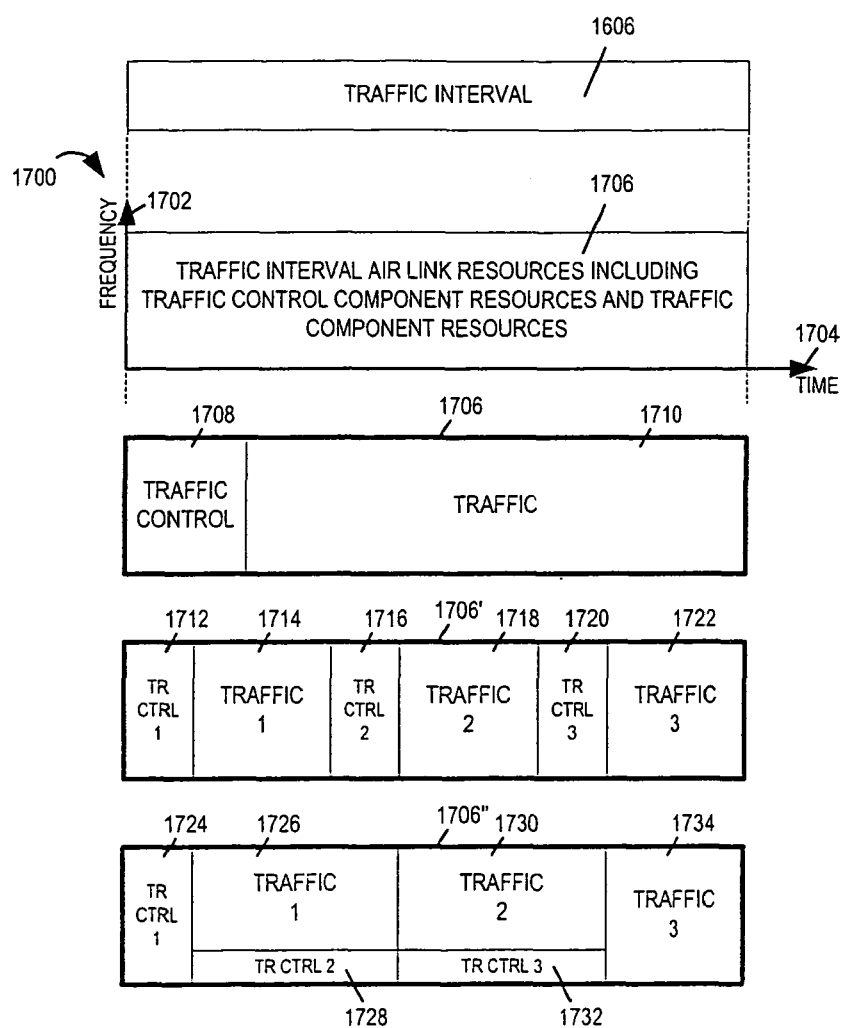 1606
TRAFFIC INTERVAL
1700
1702
1706
FREQUENCY
TRAFFIC INTERVAL AIR LINK RESOURCES INCLUDING
TRAFFIC CONTROL COMPONENT RESOURCES AND TRAFFIC
COMPONENT RESOURCES
1704
TIME
1708 1706 1710
TRAFFIC
CONTROL
TRAFFIC
1712 1714 1716 1706' 1718 1720 1722
TR
CTRL
1
TRAFFIC
1
TR
CTRL
2
TRAFFIC
2
TR
CTRL
3
TRAFFIC
3
1724 1726 1706" 1730 1734
TR
CTRL
1
TRAFFIC
1
TR CTRL 2
TRAFFIC
2
TR CTRL 3
TRAFFIC
3
1728 1732